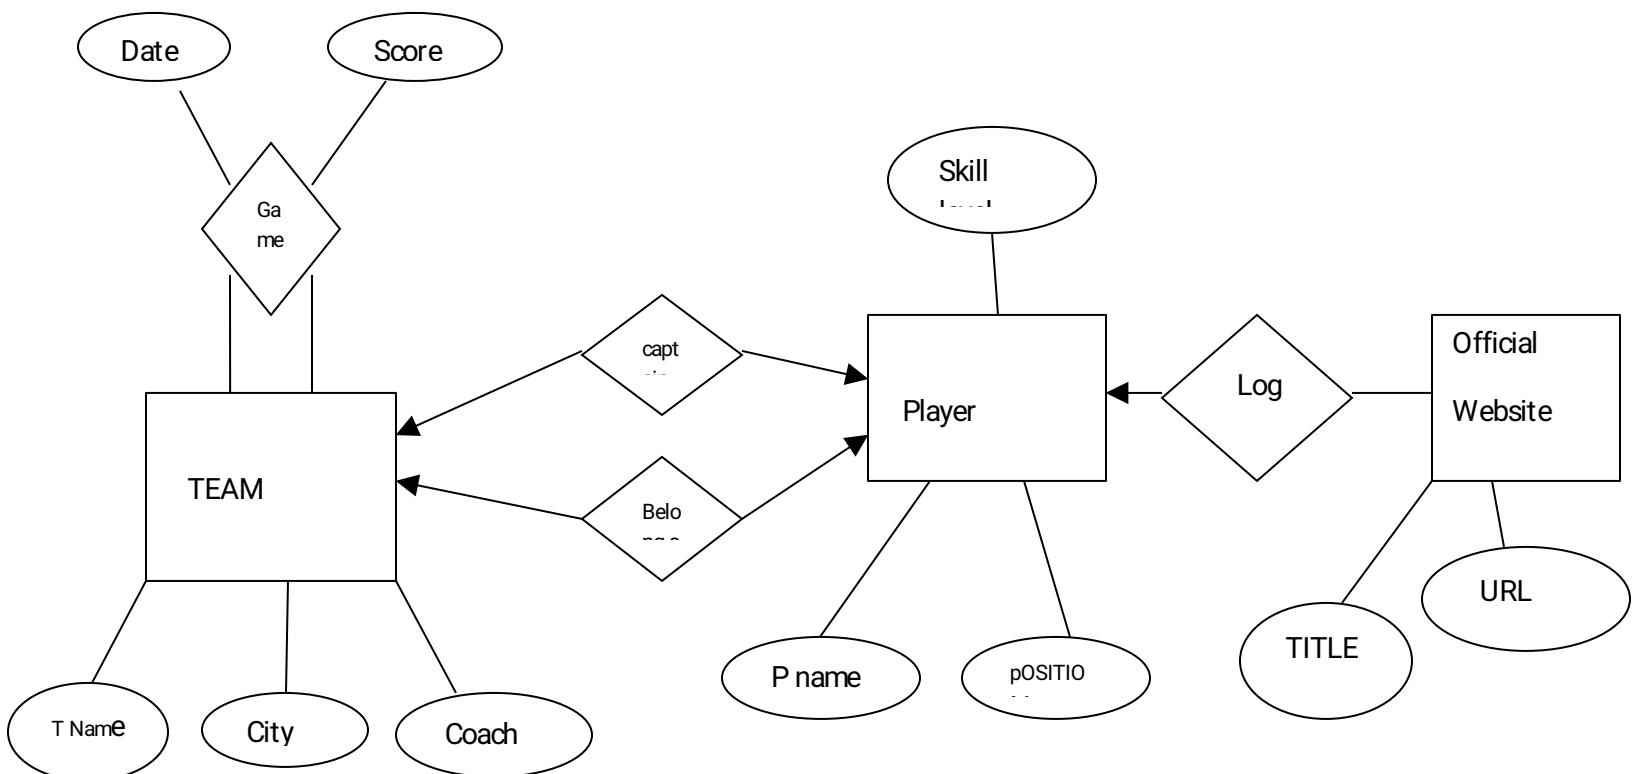 Date
Score
Ga
me
Skill
capt
Player
Log
Official
Website
TEAM
Belo
T Name
City
Coach
P name
pOSITIO
TITLE
URL